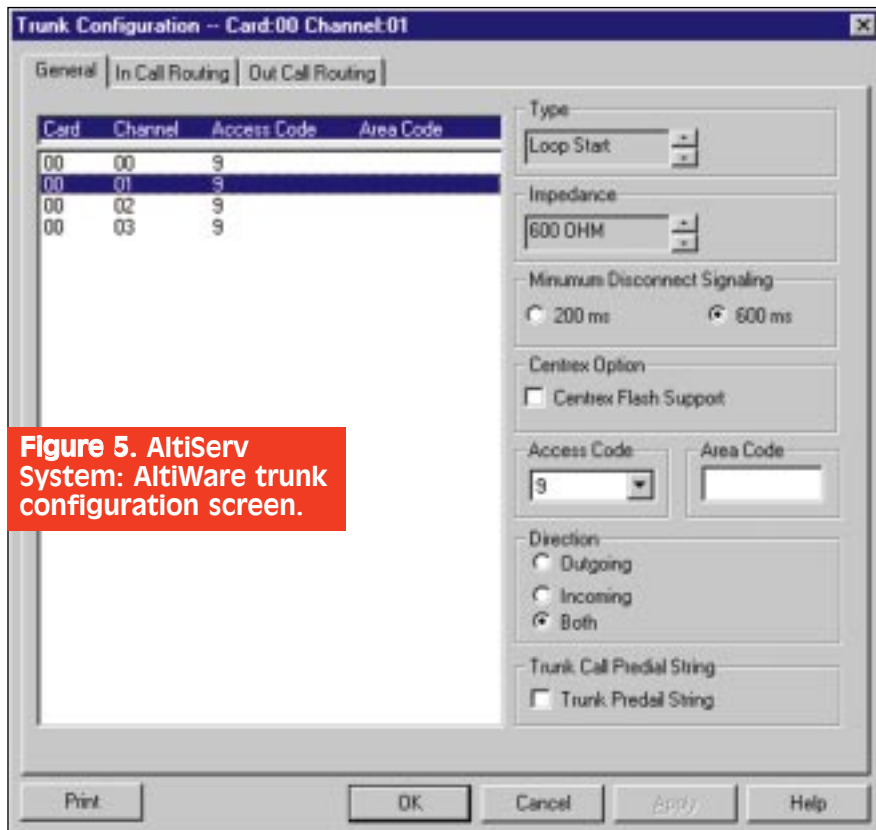 Trunk Configuration -- Card:00 Channel:01
General In Call Routing Out Call Routing
Card Channel Access Code Area Code
00 00 9
00 01 9
00 02 9
00 03 9
Figure 5. AltiServ
System: AltiWare trunk
configuration screen.
Type
Loop Start
Impedance
600 OHM
Minumum Disconnect Signaling
200 ms 600 ms
Centrex Option
Centrex Flash Support
Access Code Area Code
9
Direction
Outgoing
Incoming
Both
Trunk Call Predial String
Trunk Predail String
Print OK Cancel Apply Help